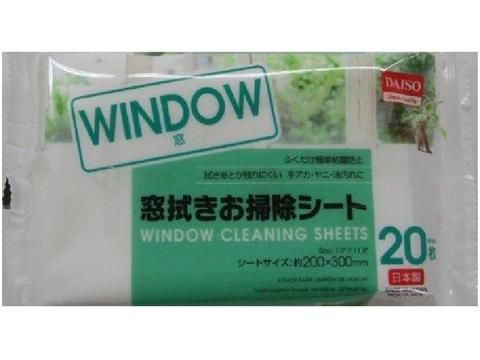 WINDOW
窓
DAISO
ふくだけ簡単結露防止
拭きあとが残りにくい 手アカ・ヤニ・油汚れに
窓拭きお掃除シート
WINDOW CLEANING SHEETS
シートサイズ:約200×300mm
20枚
日本製